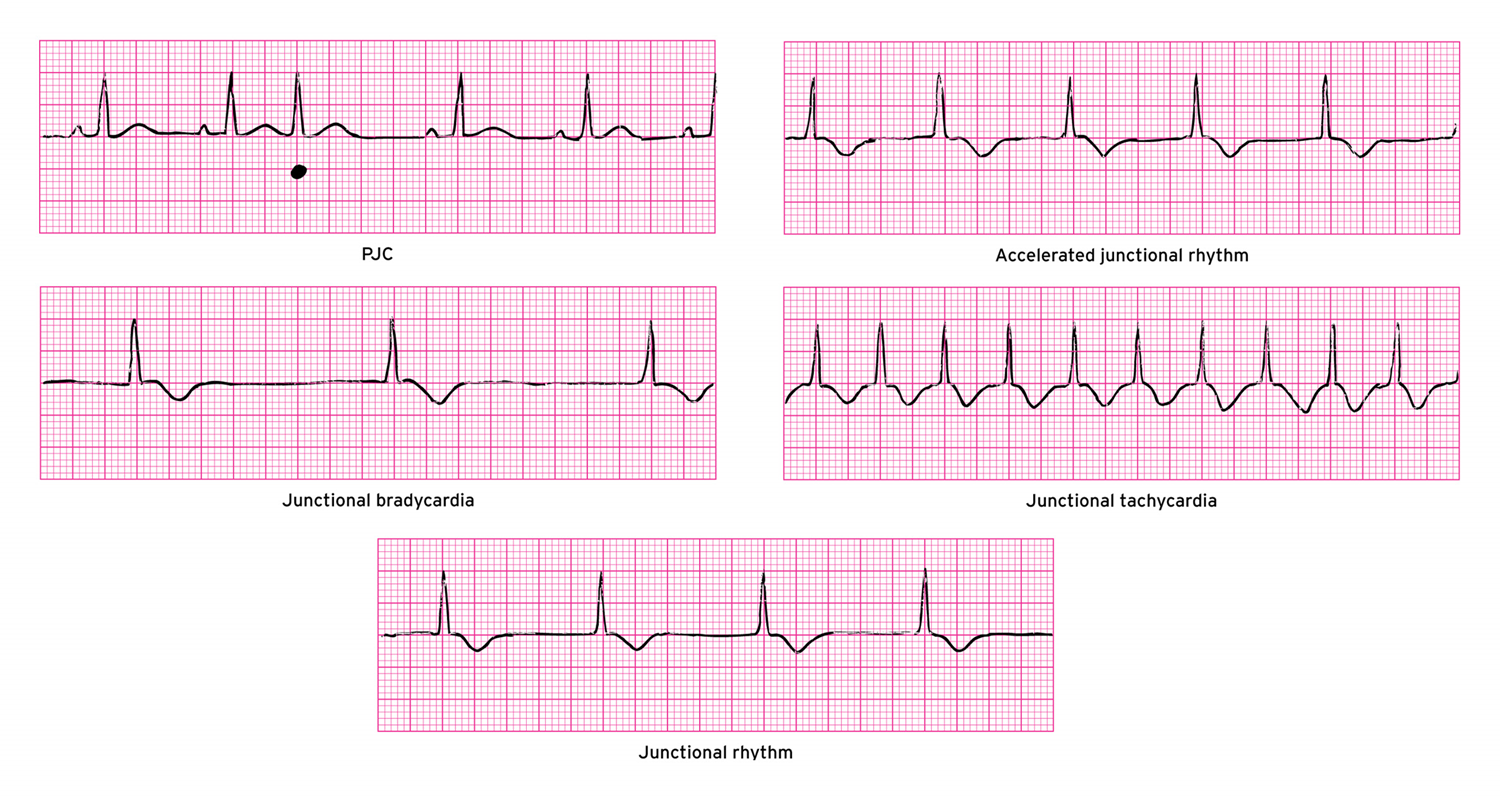 PJC
Accelerated junctional rhythm
Junctional bradycardia
Junctional tachycardia
Junctional rhythm